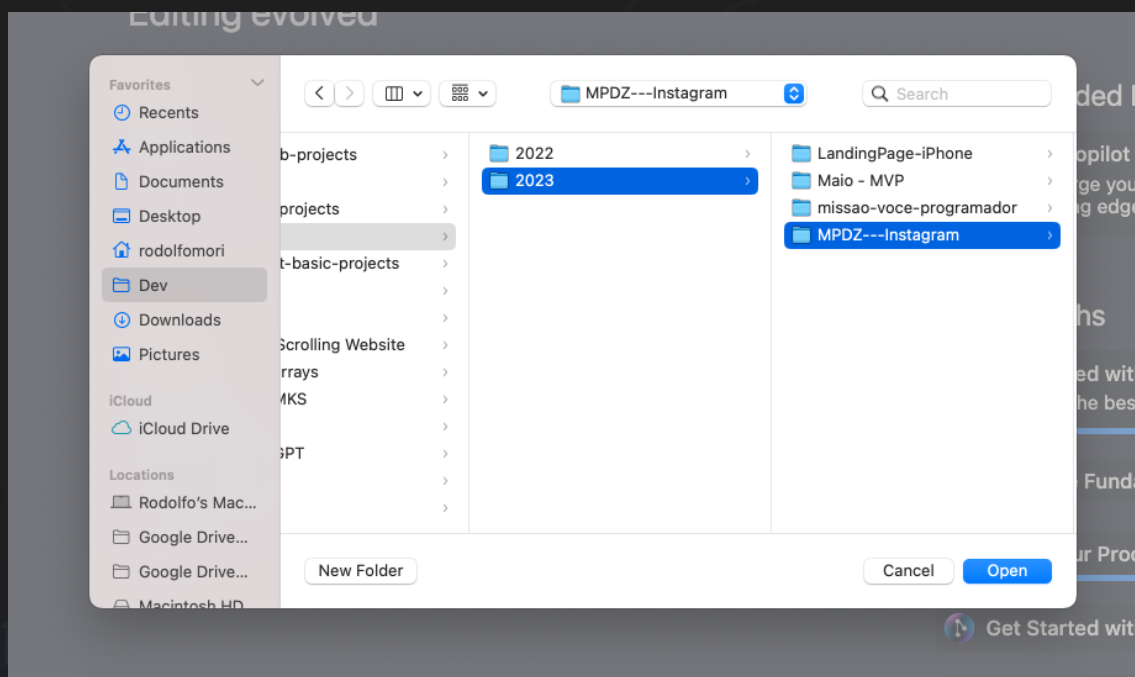 Editing evolved
Favorites
Recents
Applications
Documents
Desktop
rodolfomori
Dev
Downloads
Pictures
iCloud
iCloud Drive
Locations
Rodolfo's Mac...
Google Drive...
Google Drive...
Macintosh HD
MPDZ---Instagram
Search
b-projects
projects
t-basic-projects
Scrolling Website
rrays
MKS
GPT
2022
2023
LandingPage-iPhone
Maio - MVP
missao-voce-programador
MPDZ---Instagram
New Folder
Cancel
Open
ded
opilot
rge you
ng edge
hs
ed wit
he bes
Funda
ur Proc
Get Started wit